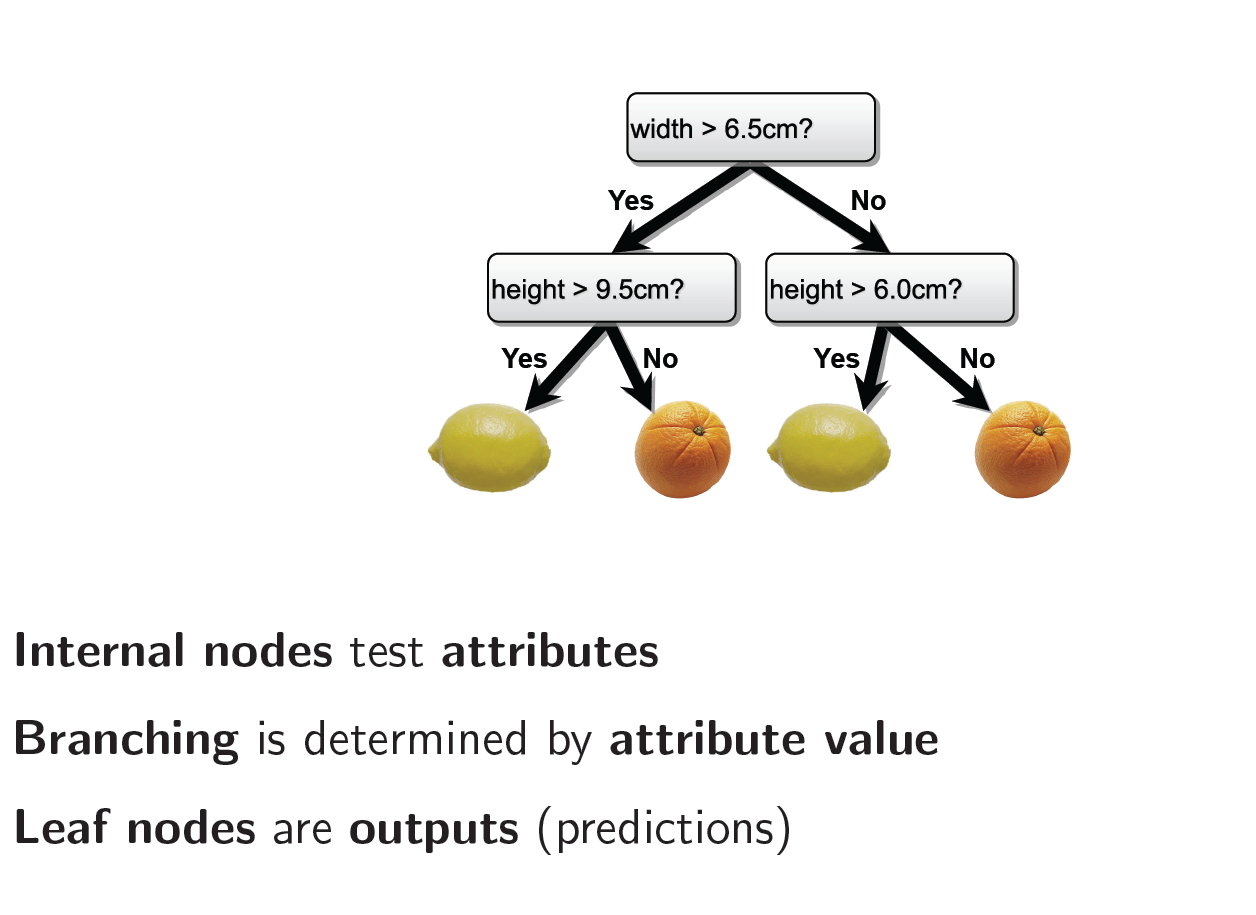 width > 6.5cm?
Yes
No
height > 9.5cm?
height > 6.0cm?
Yes
No
Yes
No
Internal nodes test attributes
Branching is determined by attribute value
Leaf nodes are outputs (predictions)